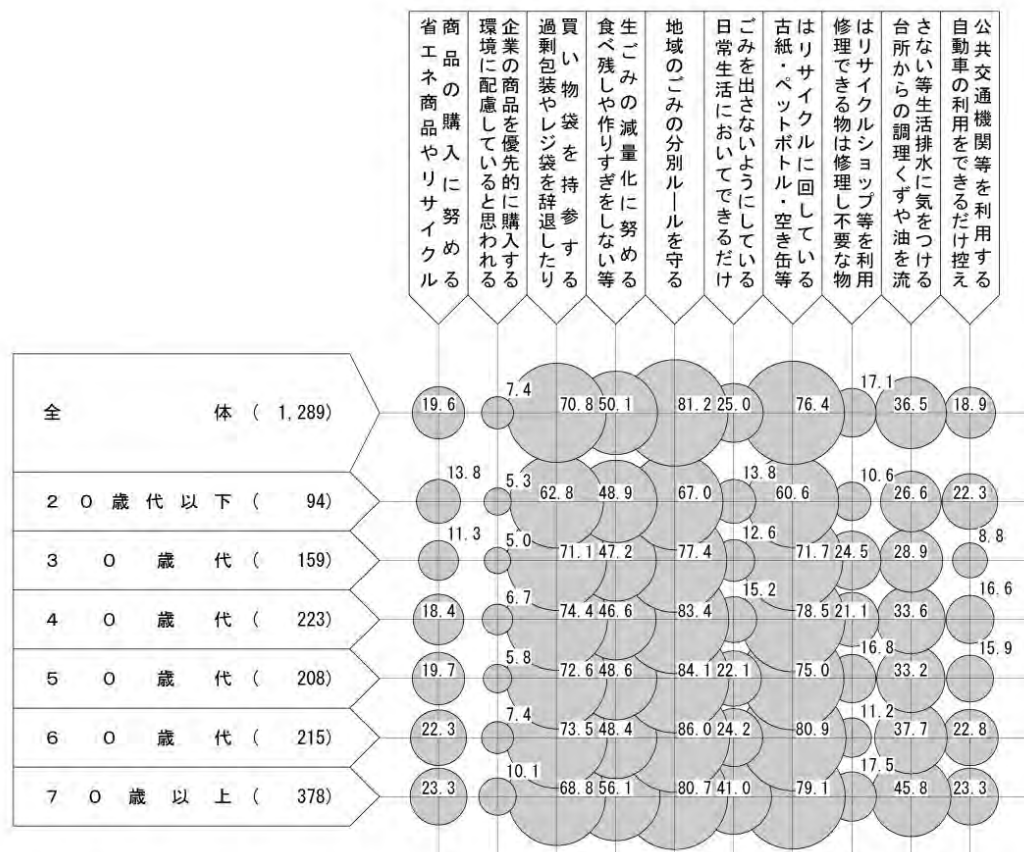 省エネ商品やリサイクル
商品の購入に努める
環境に配慮していると思われる
企業の商品を優先的に購入する
過剰包装やレジ袋を辞退したり
買い物袋を持参する
食べ残しや作りすぎをしない等
生ごみの減量化に努める
地域のごみの分別ルールを守る
日常生活においてできるだけ
ごみを出さないようにしている
古紙・ペットボトル・空き缶等
はリサイクルに回している
修理できる物は修理し不要な物
はリサイクルショップ等を利用
台所からの調理くずや油を流
さない等生活排水に気をつける
自動車の利用をできるだけ控え
公共交通機関等を利用する
全体(1,289) 19.6 7.4 70.8 50.1 81.2 25.0 76.4 17.1 36.5 18.9
20歳代以下(94) 13.8 5.3 62.8 48.9 67.0 13.8 60.6 10.6 26.6 22.3
30歳代(159) 11.3 5.0 71.1 47.2 77.4 12.6 71.7 24.5 28.9 8.8
40歳代(223) 18.4 6.7 74.4 46.6 83.4 15.2 78.5 21.1 33.6 16.6
50歳代(208) 19.7 5.8 72.6 48.6 84.1 22.1 75.0 16.8 33.2 15.9
60歳代(215) 22.3 7.4 73.5 48.4 86.0 24.2 80.9 11.2 37.7 22.8
70歳以上(378) 23.3 10.1 68.8 56.1 80.7 41.0 79.1 17.5 45.8 23.3